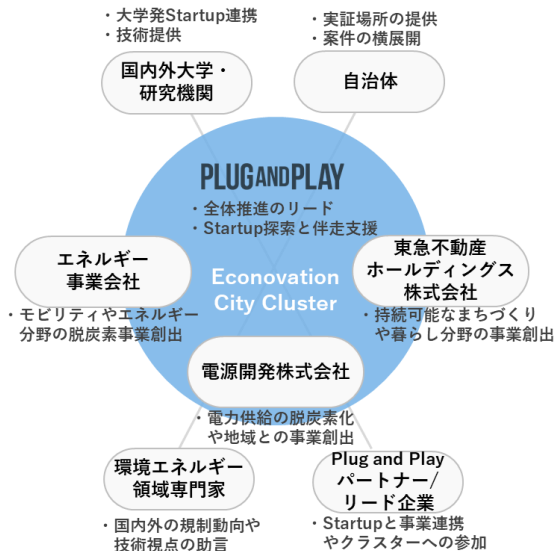 ・大学発Startup連携
・技術提供
・実証場所の提供
・案件の横展開
国内外大学・
研究機関
自治体
PLUG AND PLAY
・全体推進のリード
・Startup探索と伴走支援
エネルギー
事業会社
・モビリティやエネルギー
分野の脱炭素事業創出
Econovation
City Cluster
東急不動産
ホールディングス
株式会社
・持続可能なまちづくり
や暮らし分野の事業創出
電源開発株式会社
・電力供給の脱炭素化
や地域との事業創出
環境エネルギー
領域専門家
・国内外の規制動向や
技術視点の助言
Plug and Play
パートナー/
リード企業
・Startupと事業連携
やクラスターへの参加